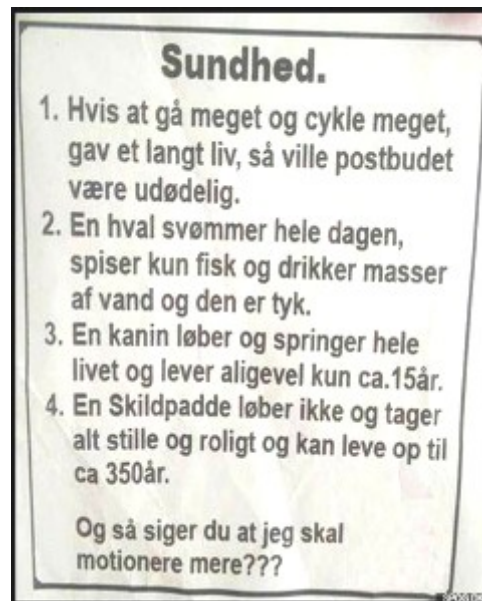 Sundhed.
1. Hvis at gå meget og cykle meget,
gav et langt liv, så ville postbudet
være udødelig.
2. En hval svømmer hele dagen,
spiser kun fisk og drikker masser
af vand og den er tyk.
3. En kanin løber og springer hele
livet og lever aligevel kun ca.15år.
4. En Skildpadde løber ikke og tager
alt stille og roligt og kan leve op til
ca 350år.
Og så siger du at jeg skal
motionere mere???